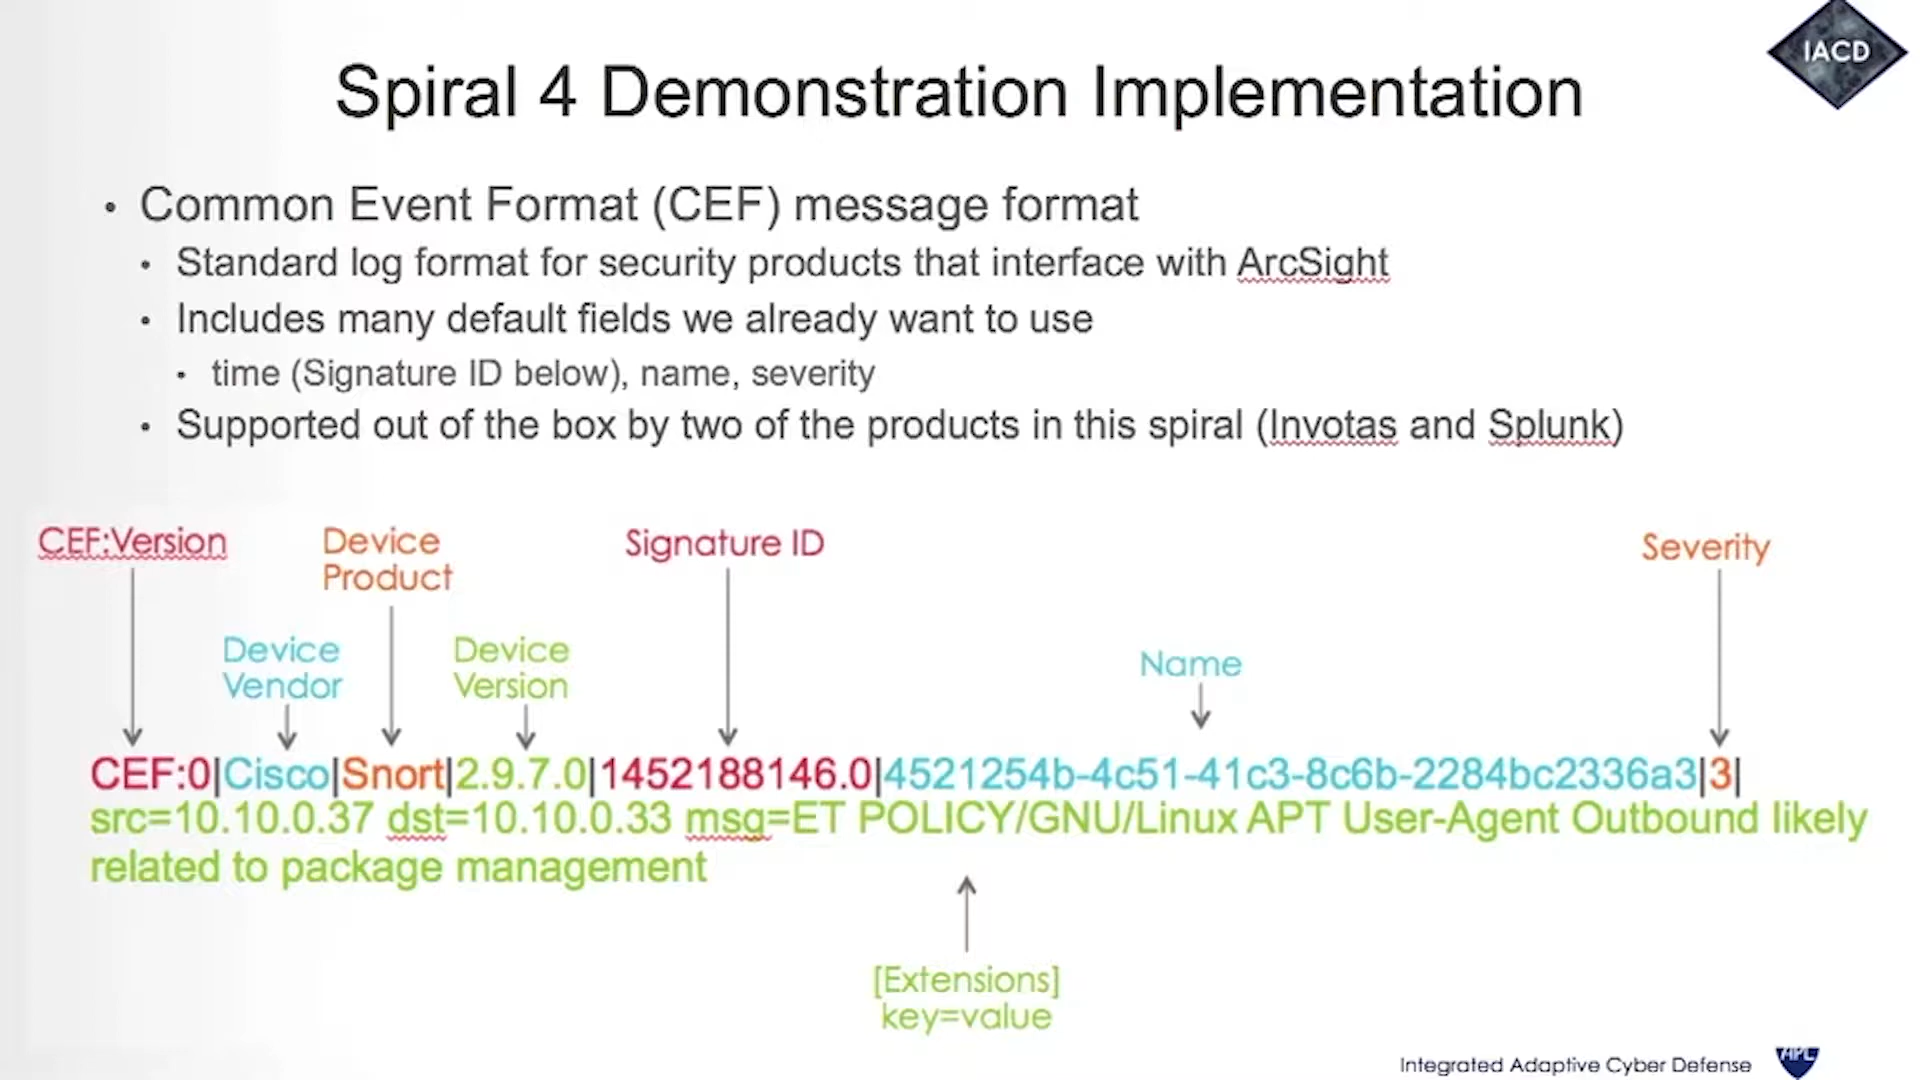 IACD
Spiral 4 Demonstration Implementation
• Common Event Format (CEF) message format
• Standard log format for security products that interface with ArcSight
• Includes many default fields we already want to use
• time (Signature ID below), name, severity
• Supported out of the box by two of the products in this spiral (Invotas and Splunk)
CEF:Version
Device
Product
Signature ID
Severity
Device
Vendor
Device
Version
Name
CEF:0|Cisco|Snort|2.9.7.0|1452188146.0|4521254b-4c51-41c3-8c6b-2284bc2336a3|3|
src=10.10.0.37 dst=10.10.0.33 msg=ET POLICY/GNU/Linux APT User-Agent Outbound likely
related to package management
[Extensions]
key=value
Integrated Adaptive Cyber Defense
APL